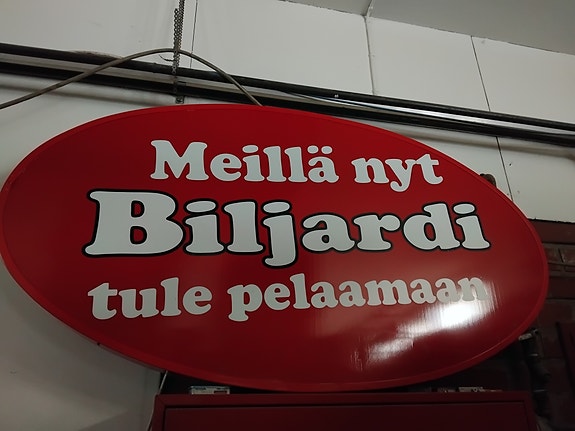 Meillä nyt
Biljardi
tule pelaamaan